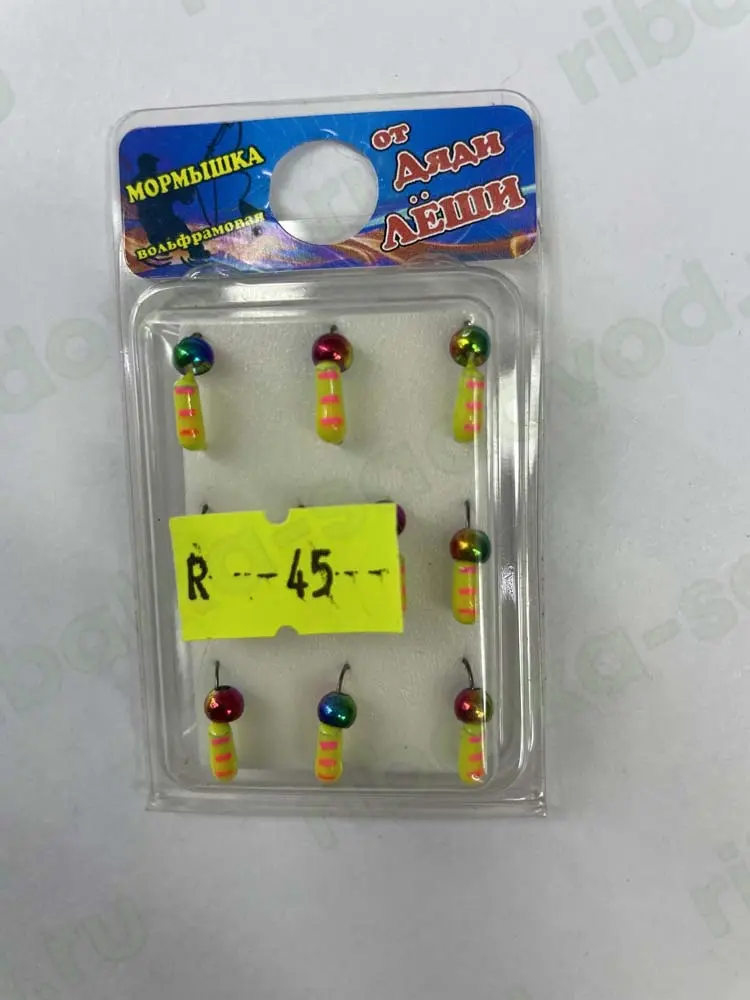 МОРМЫШКА
вольфрамовая
от
Дяди
ЛЁШИ
R ---45--